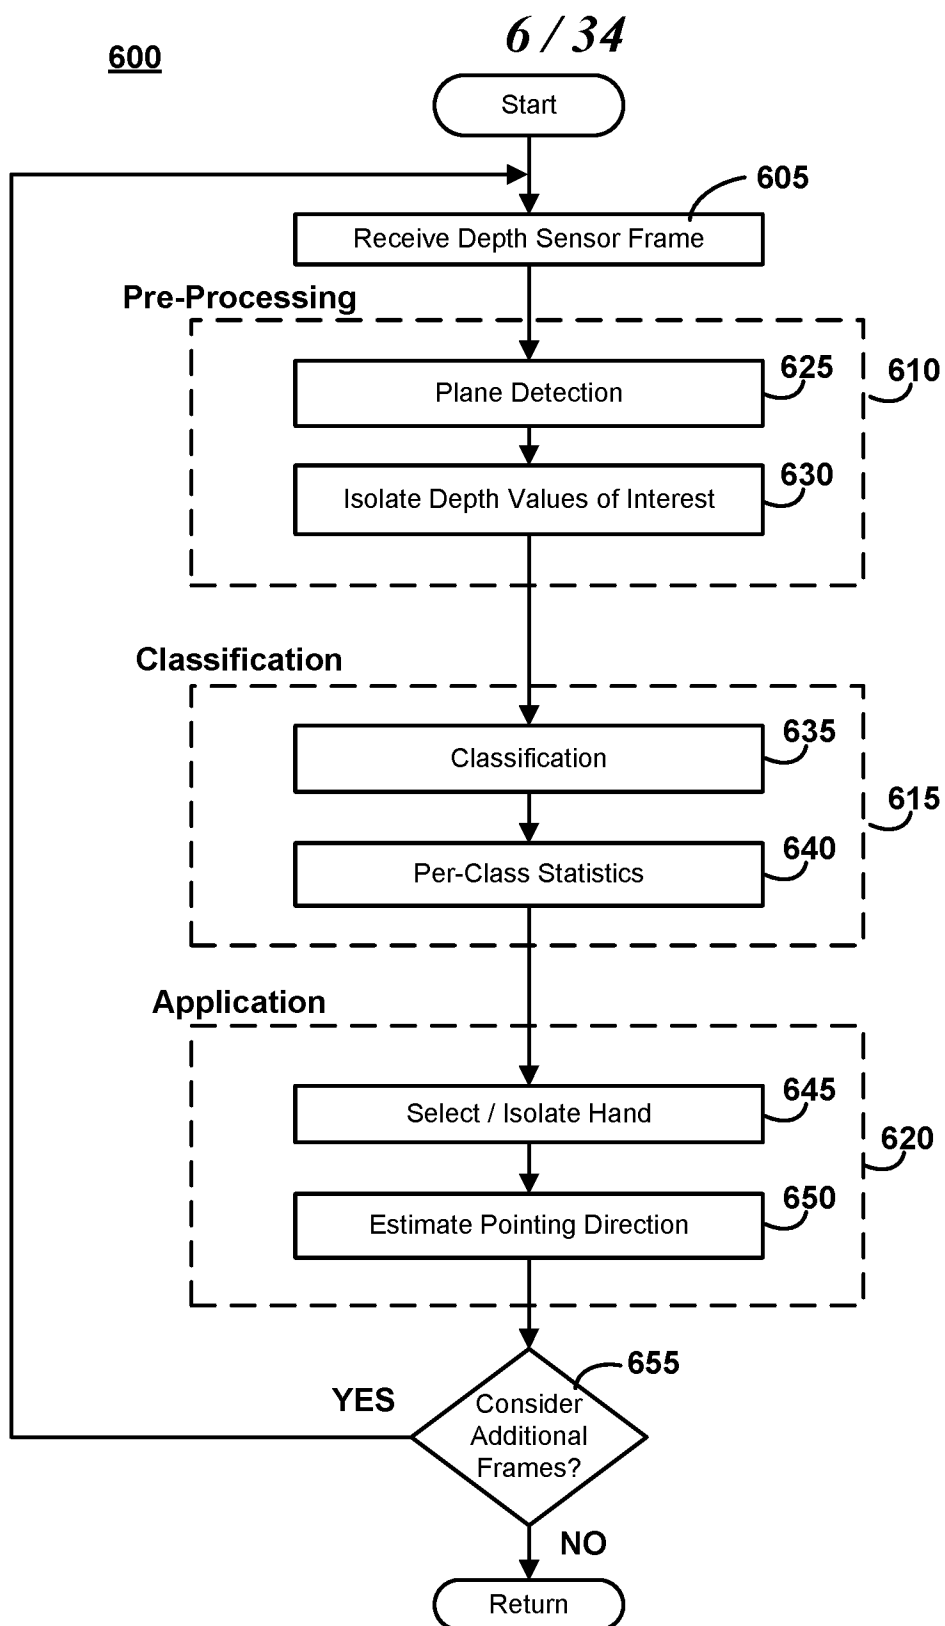 6 / 34
600
Start
605
Receive Depth Sensor Frame
Pre-Processing
625
610
Plane Detection
630
Isolate Depth Values of Interest
Classification
635
Classification
615
640
Per-Class Statistics
Application
645
Select / Isolate Hand
620
650
Estimate Pointing Direction
655
YES
Consider
Additional
Frames?
NO
Return